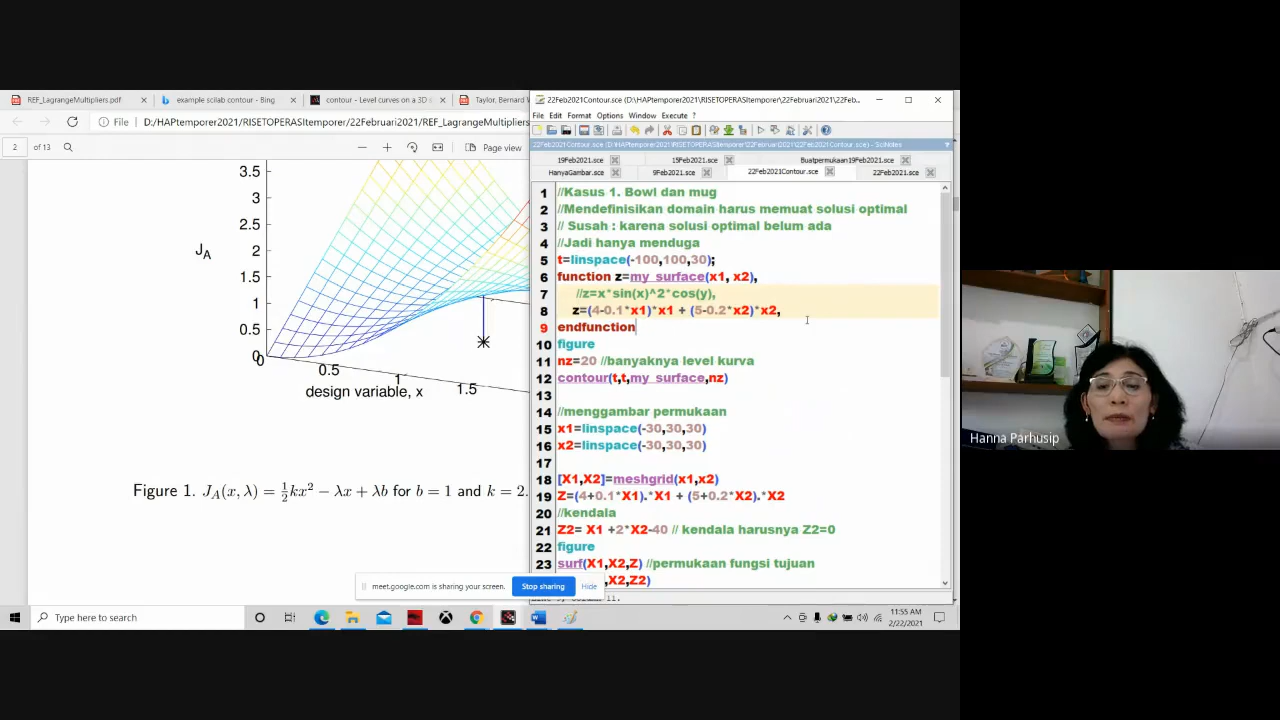 REF_LagrangeMultipliers.pdf
example scilab contour - Bing
contour - Level curves on a 3D s
Taylor, Bernard W
File
D:/HAPtemporer2021/RISETOPERASItemporer/22Februari2021/REF_LagrangeMultipliers
2 of 13
Page view
3.5
3
2.5
2
1.5
1
0.5
0
0
0.5
1
1.5
J_A
design variable, x
Figure 1. J_A(x, λ) = ½kx² − λx + λb for b = 1 and k = 2.
22Feb2021Contour.sce (D:\HAPtemporer2021\RISETOPERASItemporer\22Februari2021\22Feb...
File Edit Format Options Window Execute ?
22Feb2021Contour.sce (D:\HAPtemporer2021\RISETOPERASItemporer\22Februari2021\22Feb2021Contour.sce) - SciNotes
19Feb2021.sce
15Feb2021.sce
Buatpermukaan19Feb2021.sce
HanyaGambar.sce
9Feb2021.sce
22Feb2021Contour.sce
22Feb2021.sce
1 //Kasus 1. Bowl dan mug
2 //Mendefinisikan domain harus memuat solusi optimal
3 // Susah : karena solusi optimal belum ada
4 //Jadi hanya menduga
5 t=linspace(-100,100,30);
6 function z=my_surface(x1, x2),
7 //z=x*sin(x)^2*cos(y),
8 z=(4-0.1*x1)*x1 + (5-0.2*x2)*x2,
9 endfunction
10 figure
11 nz=20 //banyaknya level kurva
12 contour(t,t,my_surface,nz)
13
14 //menggambar permukaan
15 x1=linspace(-30,30,30)
16 x2=linspace(-30,30,30)
17
18 [X1,X2]=meshgrid(x1,x2)
19 Z=(4+0.1*X1).*X1 + (5+0.2*X2).*X2
20 //kendala
21 Z2= X1 +2*X2-40 // kendala harusnya Z2=0
22 figure
23 surf(X1,X2,Z) //permukaan fungsi tujuan
,X2,Z2)
meet.google.com is sharing your screen.
Stop sharing
Hide
Type here to search
11:55 AM
2/22/2021
Hanna Parhusip